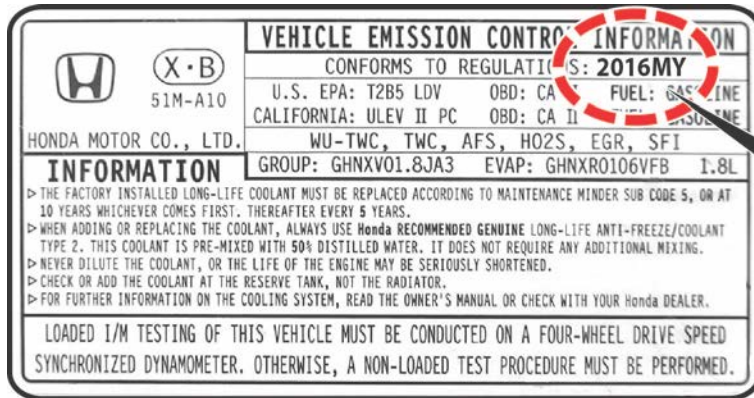 VEHICLE EMISSION CONTROL INFORMATION
X·B
51M-A10
HONDA MOTOR CO., LTD.
CONFORMS TO REGULATIONS: 2016MY
U.S. EPA: T2B5 LDV OBD: CA II FUEL: GASOLINE
CALIFORNIA: ULEV II PC OBD: CA II GASOLINE
WU-TWC, TWC, AFS, HO2S, EGR, SFI
GROUP: GHNXV01.8JA3 EVAP: GHNXR0106VFB 1.8L
INFORMATION
▷ THE FACTORY INSTALLED LONG-LIFE COOLANT MUST BE REPLACED ACCORDING TO MAINTENANCE MINDER SUB CODE 5, OR AT
10 YEARS WHICHEVER COMES FIRST. THEREAFTER EVERY 5 YEARS.
▷ WHEN ADDING OR REPLACING THE COOLANT, ALWAYS USE Honda RECOMMENDED GENUINE LONG-LIFE ANTI-FREEZE/COOLANT
TYPE 2. THIS COOLANT IS PRE-MIXED WITH 50% DISTILLED WATER. IT DOES NOT REQUIRE ANY ADDITIONAL MIXING.
▷ NEVER DILUTE THE COOLANT, OR THE LIFE OF THE ENGINE MAY BE SERIOUSLY SHORTENED.
▷ CHECK OR ADD THE COOLANT AT THE RESERVE TANK, NOT THE RADIATOR.
▷ FOR FURTHER INFORMATION ON THE COOLING SYSTEM, READ THE OWNER'S MANUAL OR CHECK WITH YOUR Honda DEALER.
LOADED I/M TESTING OF THIS VEHICLE MUST BE CONDUCTED ON A FOUR-WHEEL DRIVE SPEED
SYNCHRONIZED DYNAMOMETER. OTHERWISE, A NON-LOADED TEST PROCEDURE MUST BE PERFORMED.